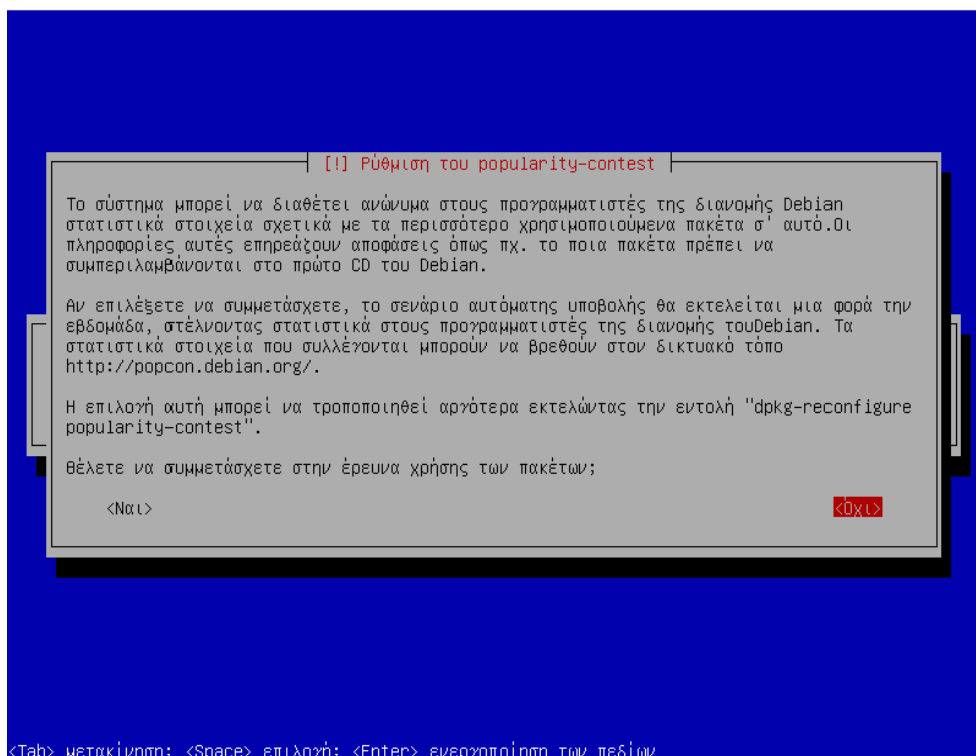 [!] Ρύθμιση του popularity-contest
Το σύστημα μπορεί να διαθέτει ανώνυμα στους προγραμματιστές της διανομής Debian
στατιστικά στοιχεία σχετικά με τα περισσότερο χρησιμοποιούμενα πακέτα σ' αυτό.Οι
πληροφορίες αυτές επηρεάζουν αποφάσεις όπως πχ. το ποια πακέτα πρέπει να
συμπεριλαμβάνονται στο πρώτο CD του Debian.
Αν επιλέξετε να συμμετάσχετε, το σενάριο αυτόματης υποβολής θα εκτελείται μια φορά την
εβδομάδα, στέλνοντας στατιστικά στους προγραμματιστές της διανομής τουDebian. Τα
στατιστικά στοιχεία που συλλέγονται μπορούν να βρεθούν στον δικτυακό τόπο
http://popcon.debian.org/.
Η επιλογή αυτή μπορεί να τροποποιηθεί αργότερα εκτελώντας την εντολή "dpkg-reconfigure
popularity-contest".
Θέλετε να συμμετάσχετε στην έρευνα χρήσης των πακέτων;
<Ναι> <Όχι>
<Tab> μετακίνηση; <Space> επιλογή; <Enter> ενεργοποίηση των πεδίων